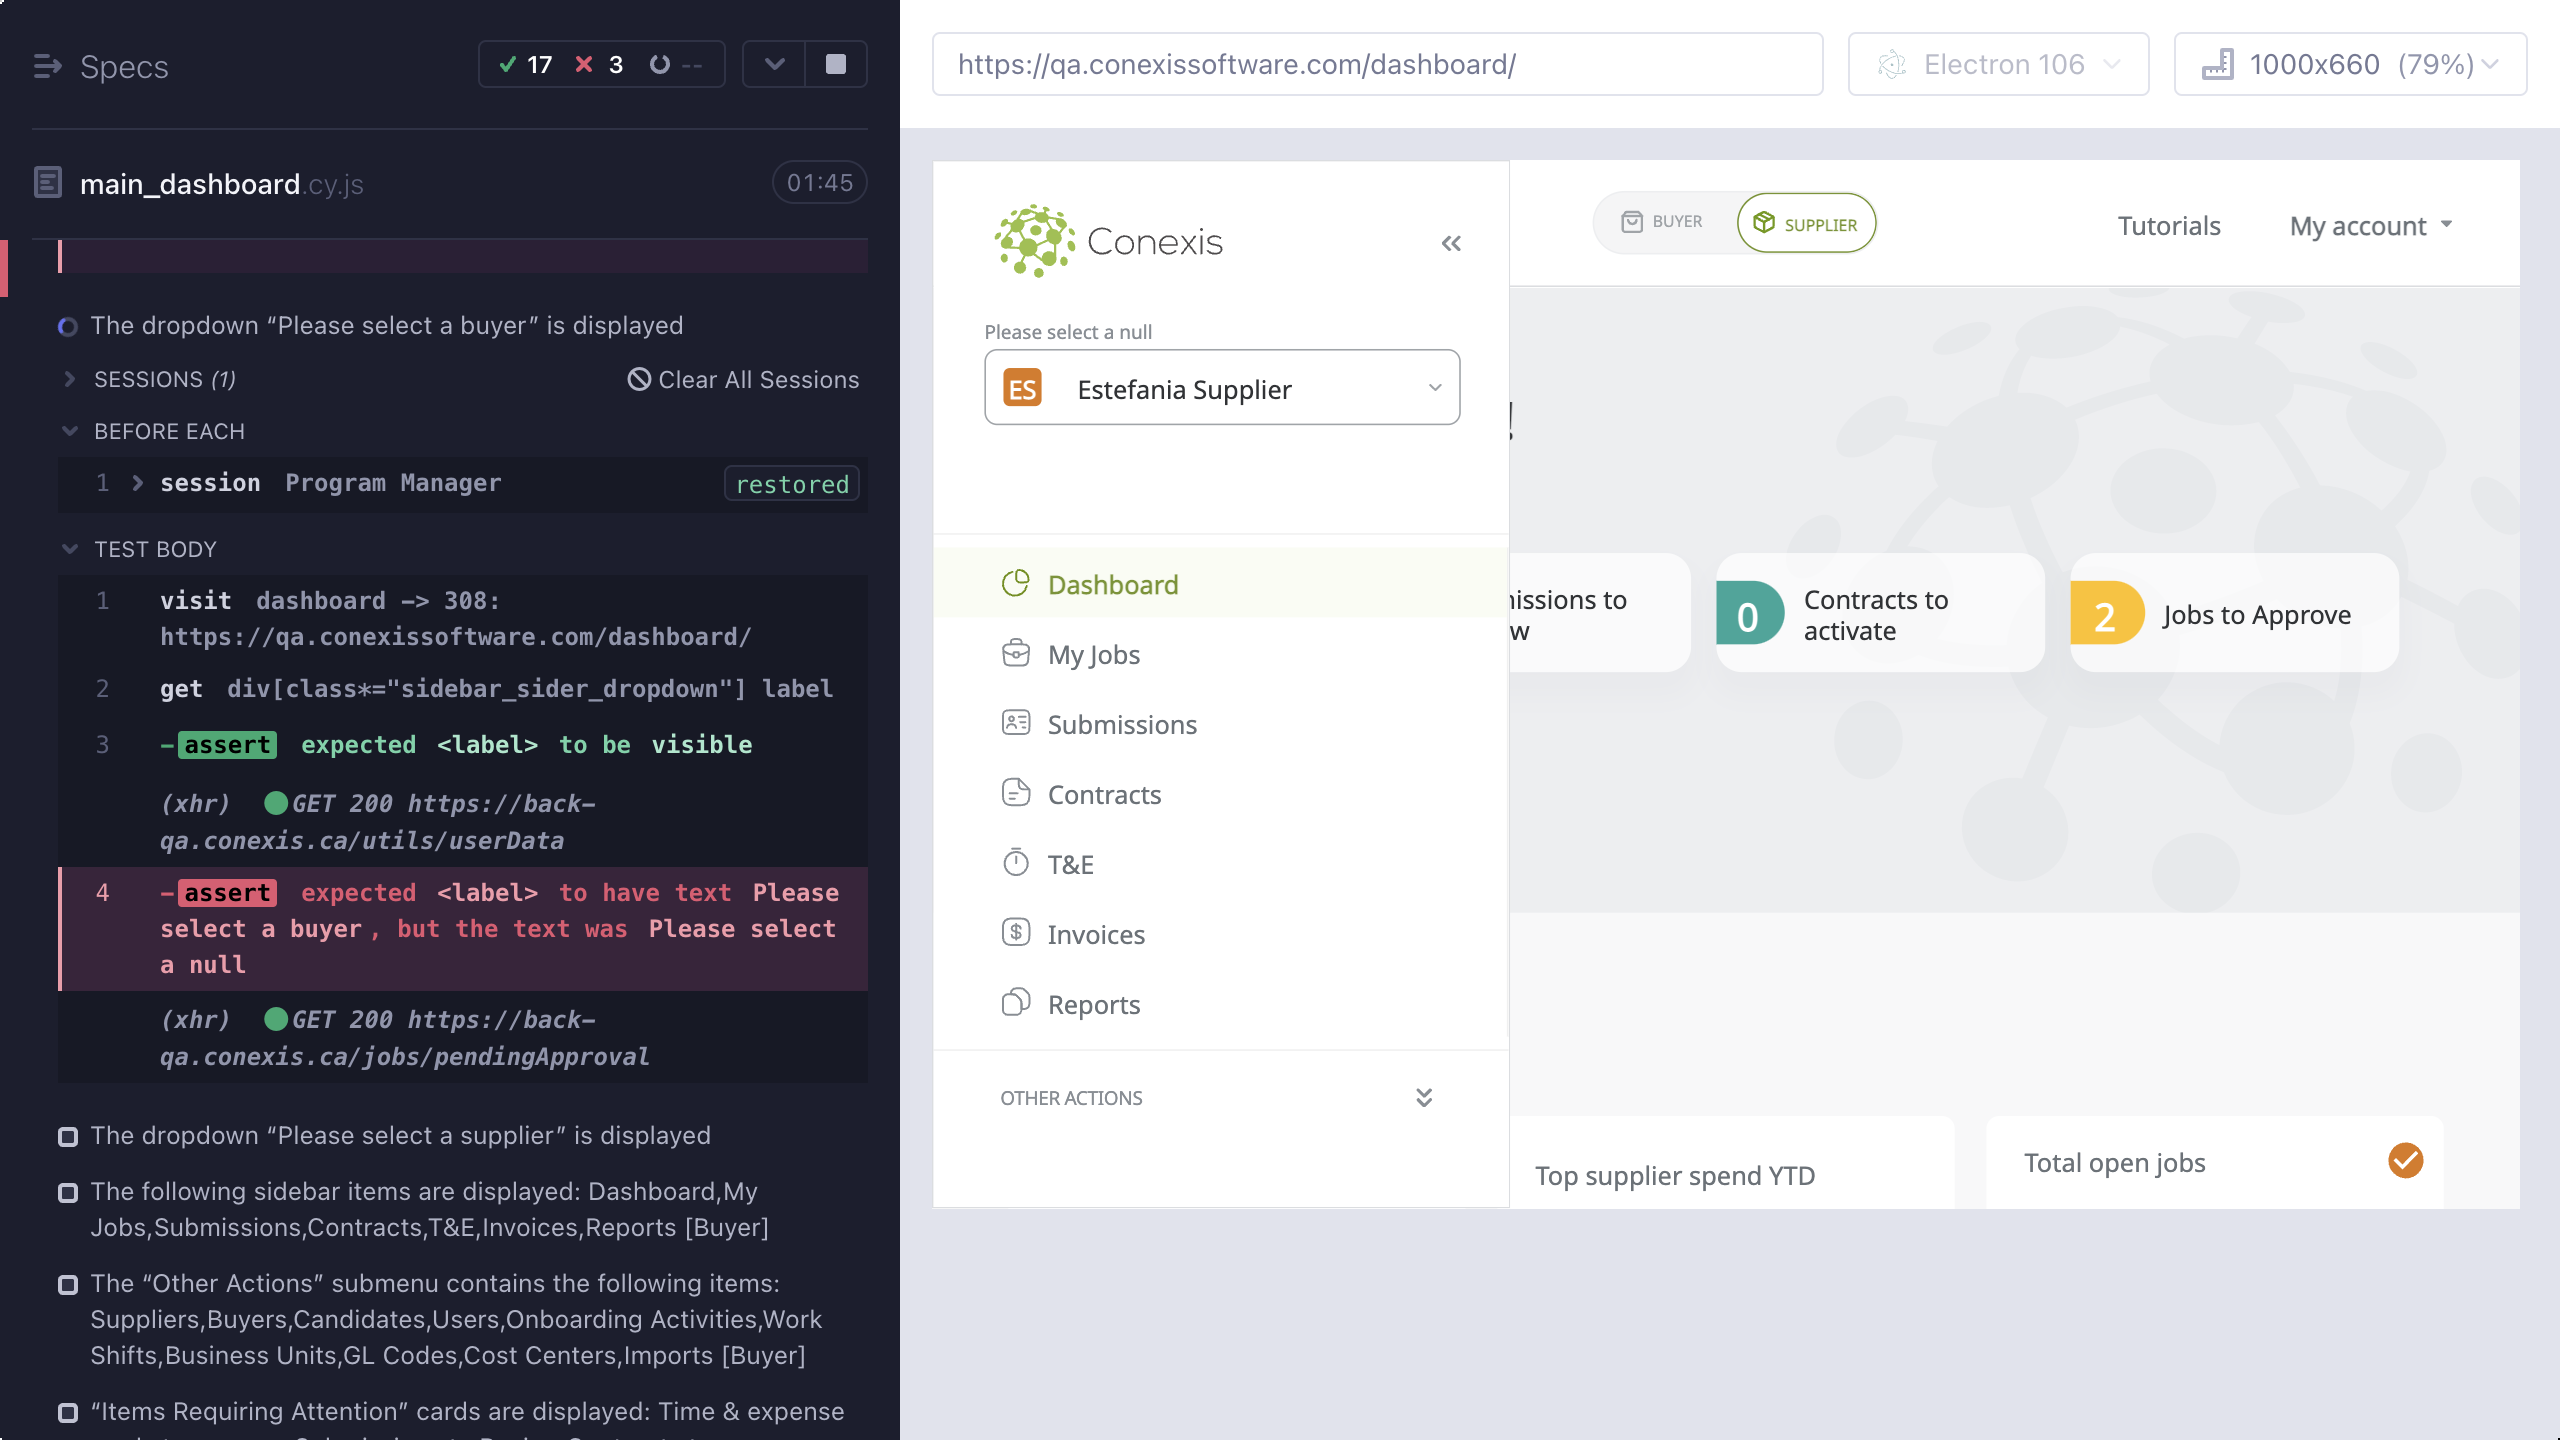 Specs
17 3 --
main_dashboard.cy.js
01:45
The dropdown “Please select a buyer” is displayed
SESSIONS (1)
Clear All Sessions
BEFORE EACH
1 session Program Manager restored
TEST BODY
1 visit dashboard -> 308:
https://qa.conexissoftware.com/dashboard/
2 get div[class*="sidebar_sider_dropdown"] label
3 -assert expected <label> to be visible
(xhr) GET 200 https://back-
qa.conexis.ca/utils/userData
4 -assert expected <label> to have text Please
select a buyer, but the text was Please select
a null
(xhr) GET 200 https://back-
qa.conexis.ca/jobs/pendingApproval
The dropdown “Please select a supplier” is displayed
The following sidebar items are displayed: Dashboard,My
Jobs,Submissions,Contracts,T&E,Invoices,Reports [Buyer]
The “Other Actions” submenu contains the following items:
Suppliers,Buyers,Candidates,Users,Onboarding Activities,Work
Shifts,Business Units,GL Codes,Cost Centers,Imports [Buyer]
“Items Requiring Attention” cards are displayed: Time & expense
https://qa.conexissoftware.com/dashboard/
Electron 106
1000x660 (79%)
Conexis
BUYER
SUPPLIER
Tutorials
My account
Please select a null
ES Estefania Supplier
!
Dashboard
My Jobs
Submissions
Contracts
T&E
Invoices
Reports
OTHER ACTIONS
issions to
w
0
Contracts to
activate
2
Jobs to Approve
Top supplier spend YTD
Total open jobs